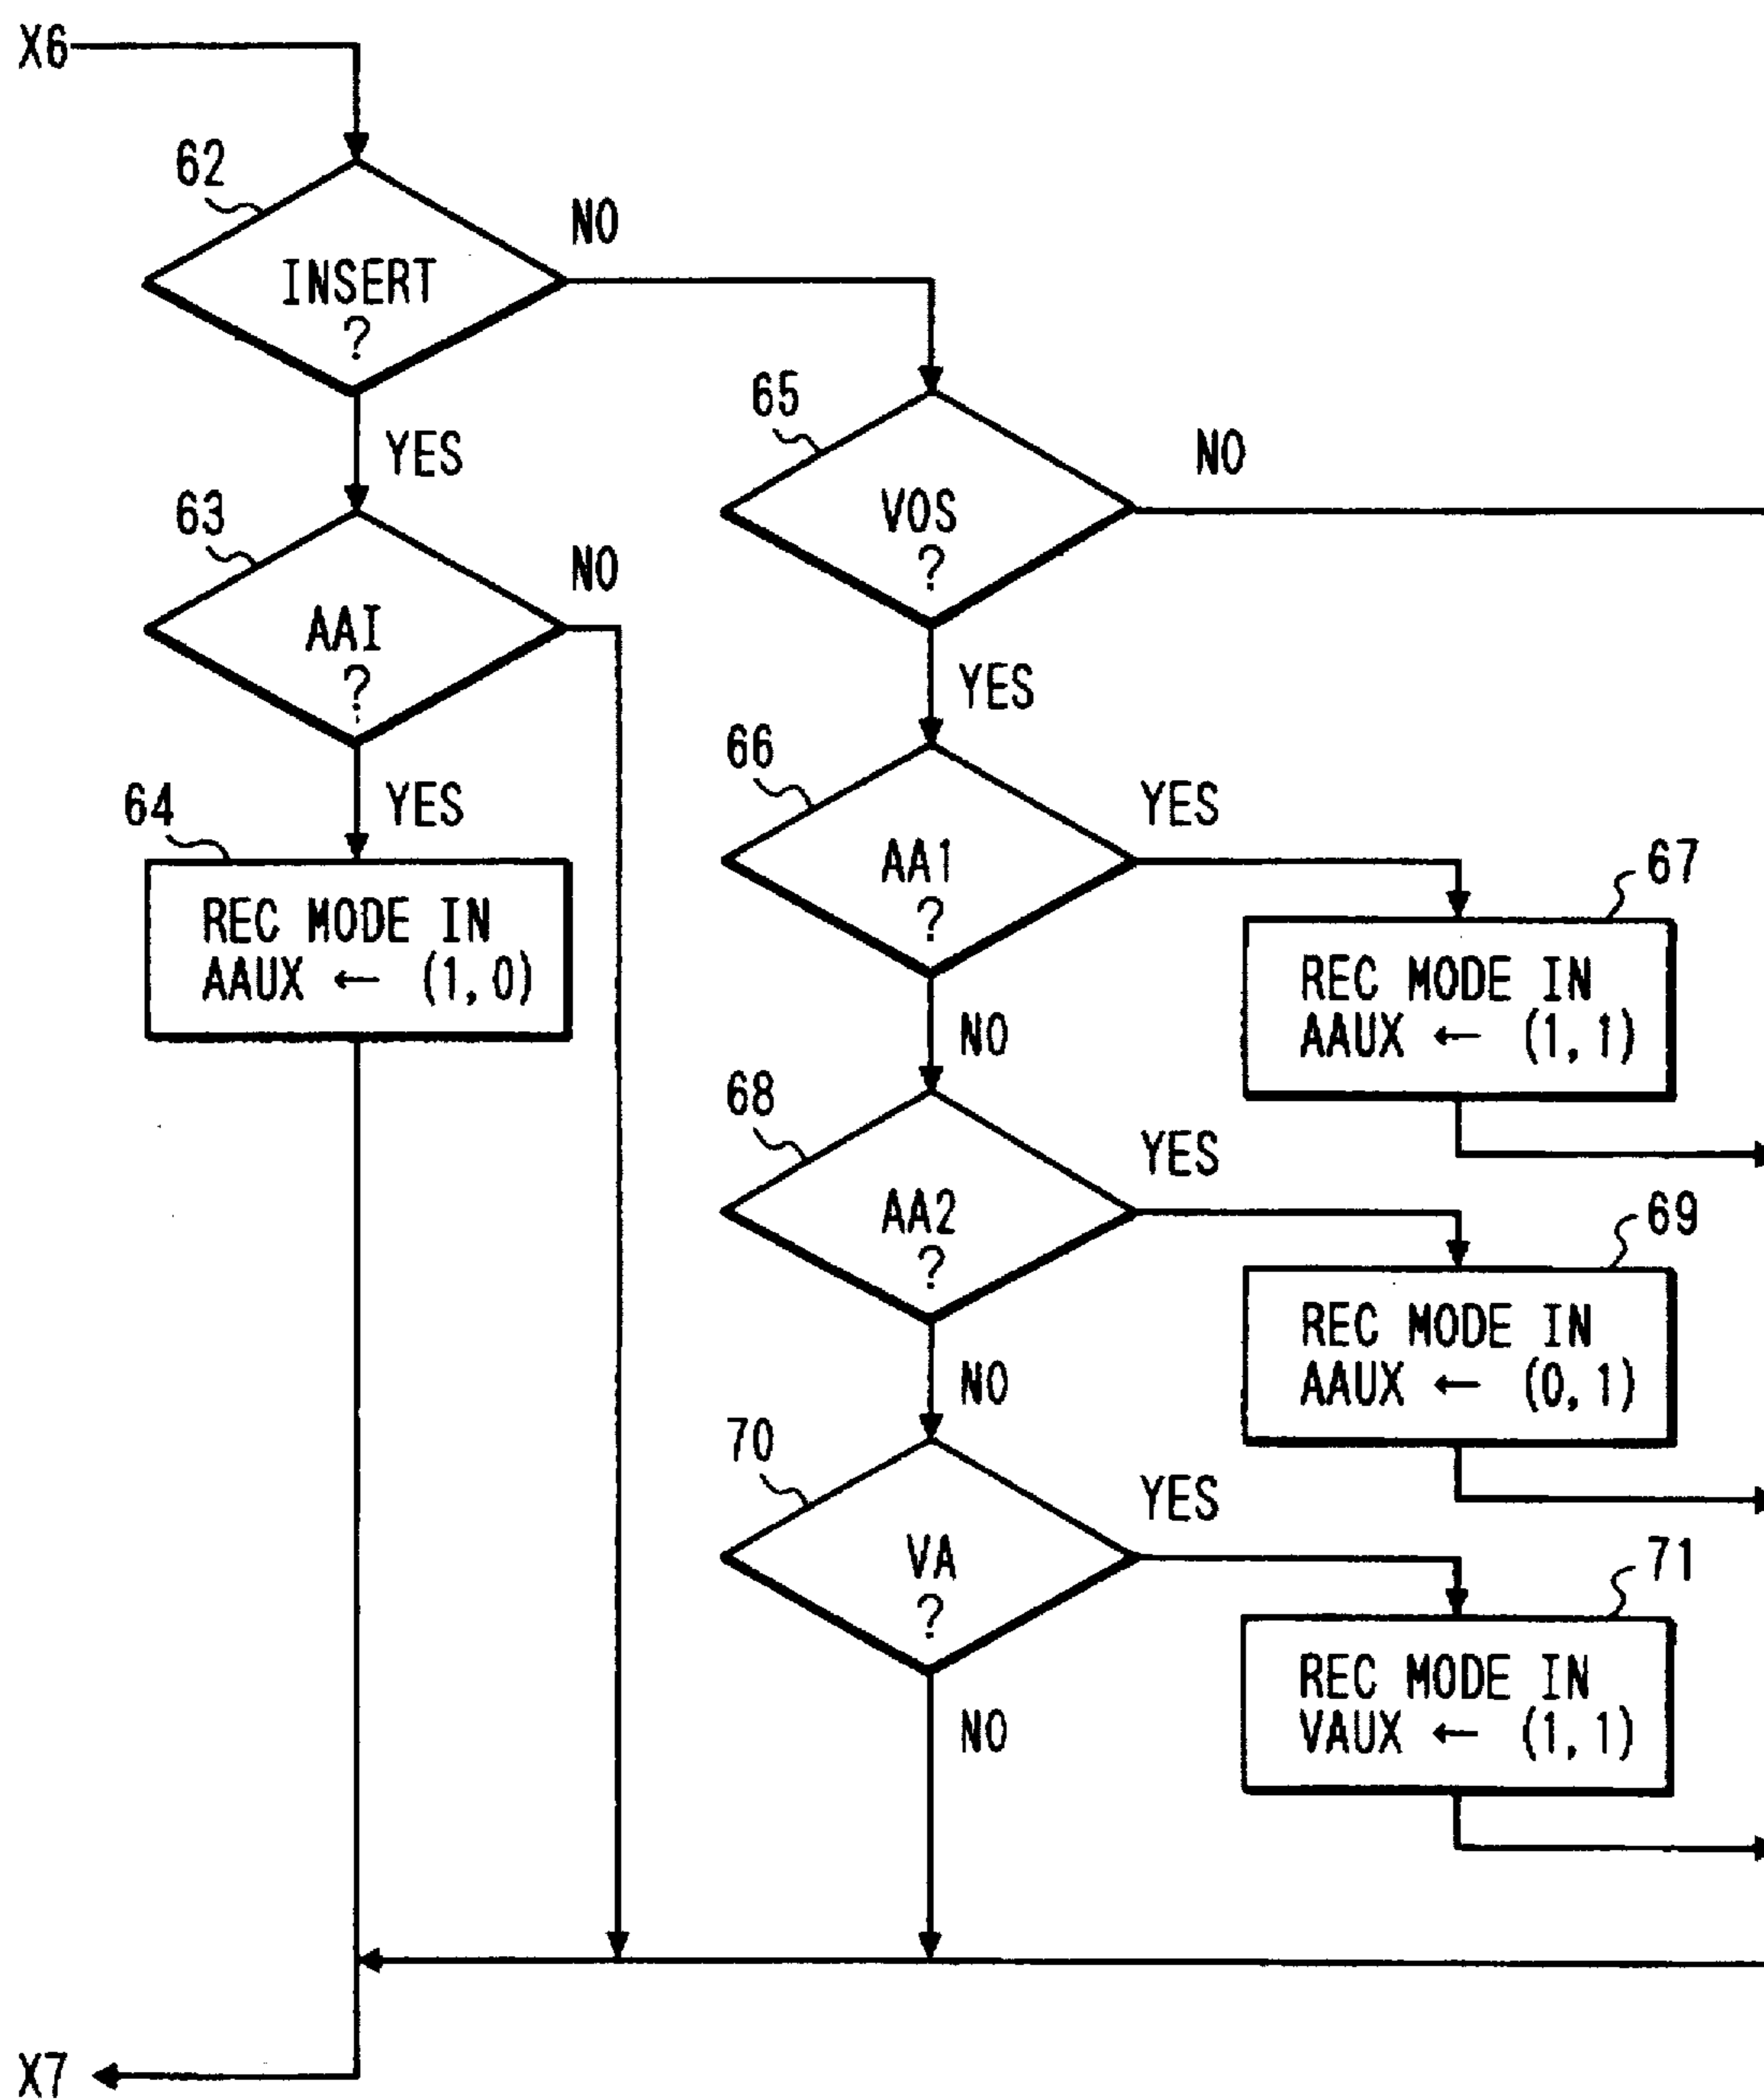 X6
62
INSERT
?
NO
YES
63
AAI
?
NO
YES
64
REC MODE IN
AAUX ← (1,0)
65
VOS
?
NO
YES
66
AA1
?
YES
67
REC MODE IN
AAUX ← (1,1)
NO
68
AA2
?
YES
69
REC MODE IN
AAUX ← (0,1)
NO
70
VA
?
YES
71
REC MODE IN
VAUX ← (1,1)
NO
X7